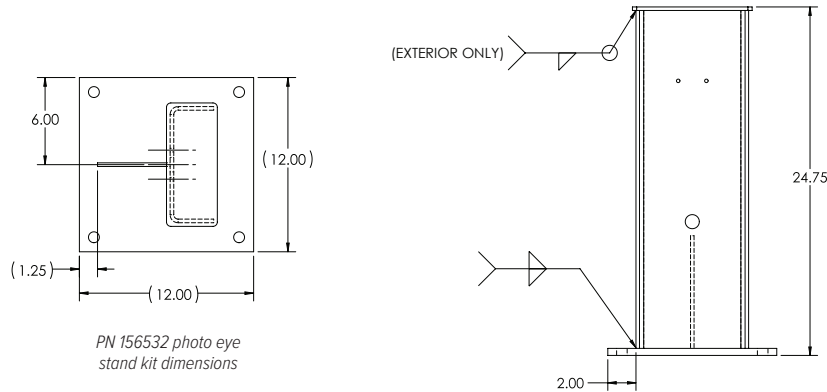 6.00
(12.00)
(1.25)
(12.00)
PN 156532 photo eye
stand kit dimensions
(EXTERIOR ONLY)
24.75
2.00